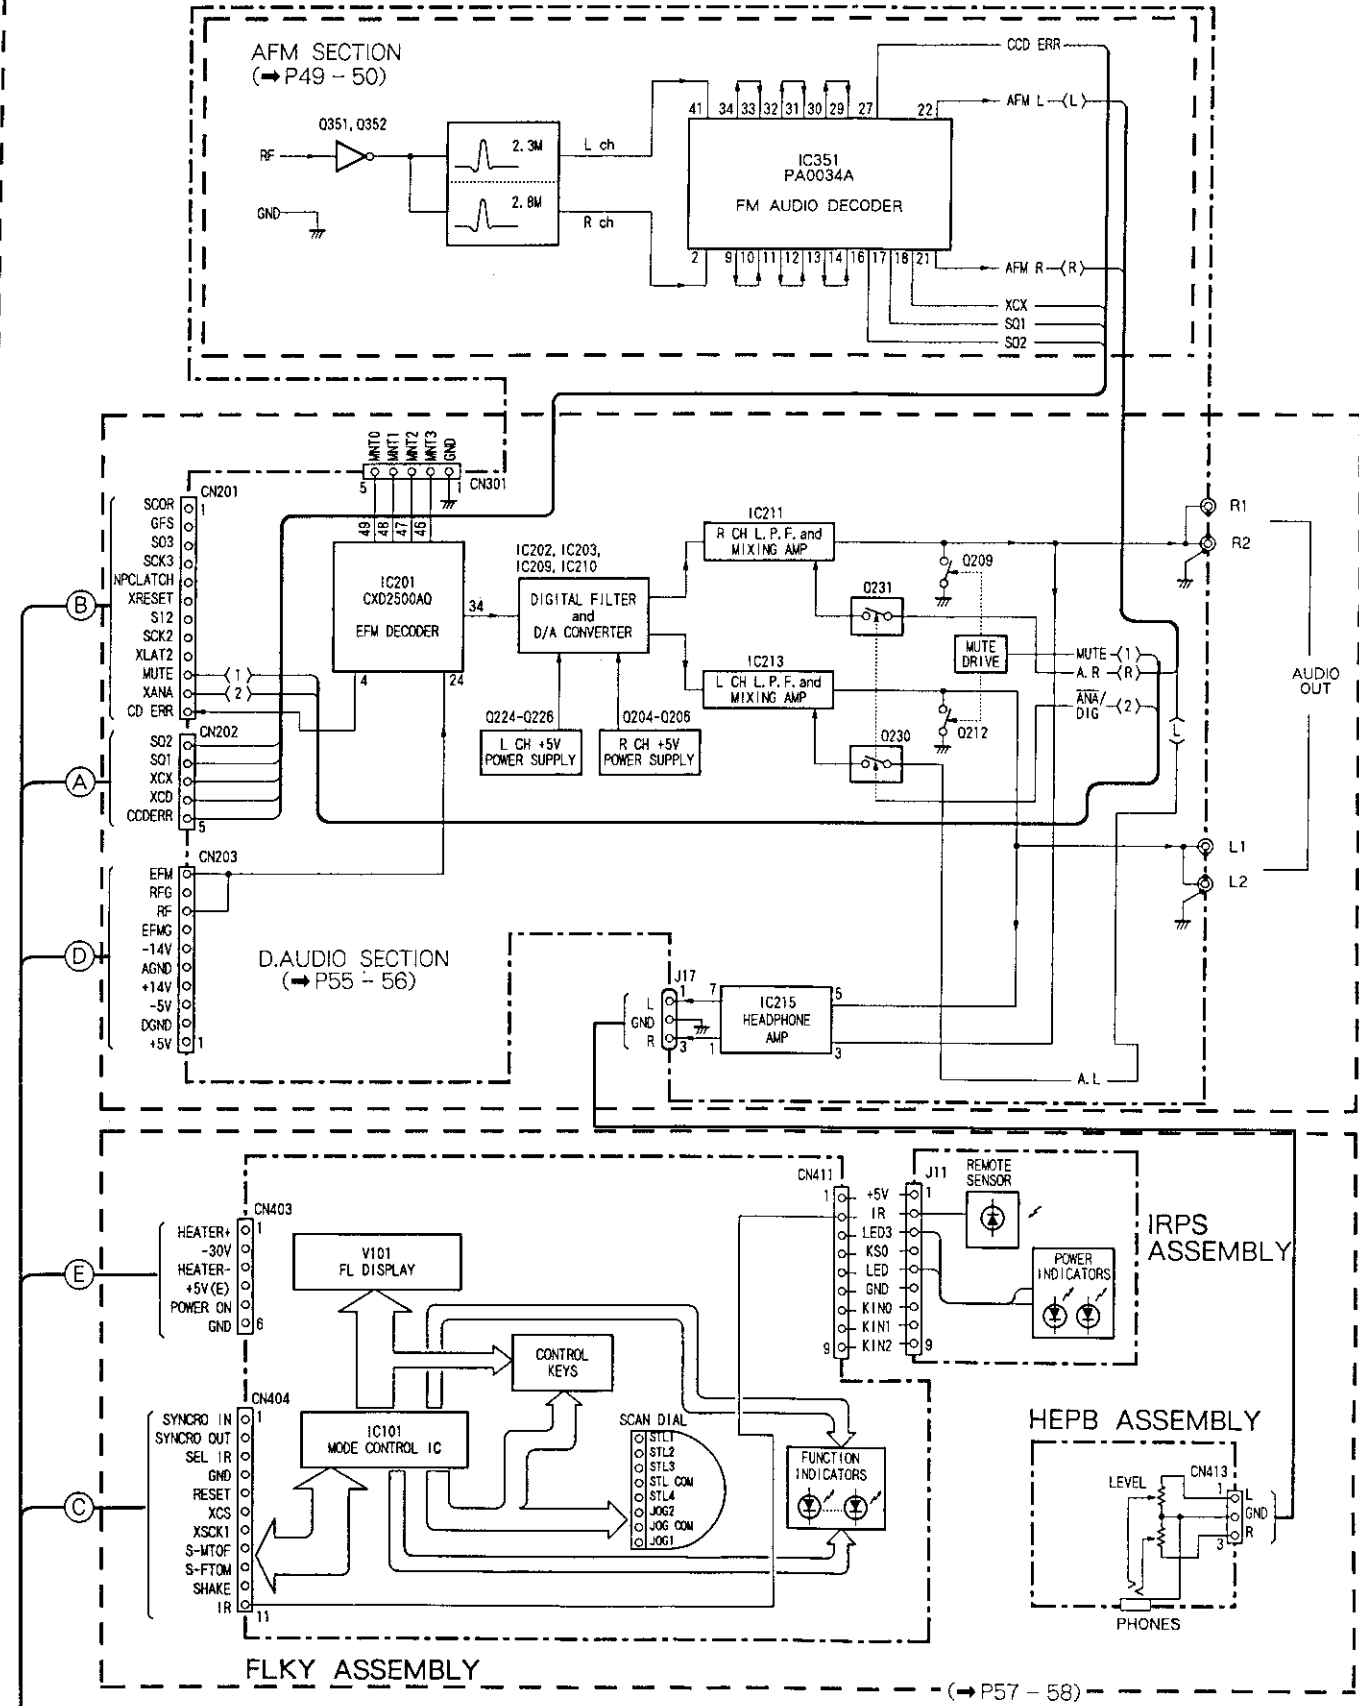 AFM SECTION
(➡P49 - 50)
Q351, Q352
RF
GND
2.3M
2.8M
L ch
R ch
41 34 33 32 31 30 29 27 22
IC351
PA0034A
FM AUDIO DECODER
2 9 10 11 12 13 14 16 17 18 21
CCD ERR
AFM L (L)
AFM R (R)
XCX
SQ1
SQ2
MNT0
MNT1
MNT2
MNT3
GND
5 1
CN301
49 48 47 46
CN201
1
SCOR
GFS
SO3
SCK3
NPCLATCH
XRESET
S12
SCK2
XLAT2
MUTE (1)
XANA (2)
CD ERR
B
CN202
SQ2
SQ1
XCX
XCD
CCDERR
5
A
CN203
EFM
RFG
RF
EFMG
-14V
AGND
+14V
-5V
DGND
+5V
1
D
IC201
CXD2500AQ
EFM DECODER
34
4 24
IC202, IC203,
IC209, IC210
DIGITAL FILTER
and
D/A CONVERTER
Q224-Q226
L CH +5V
POWER SUPPLY
Q204-Q206
R CH +5V
POWER SUPPLY
IC211
R CH L.P.F. and
MIXING AMP
IC213
L CH L.P.F. and
MIXING AMP
Q231
Q230
Q209
MUTE
DRIVE
Q212
MUTE (1)
A.R (R)
ANA/
DIG (2)
L
R1
R2
AUDIO
OUT
L1
L2
D.AUDIO SECTION
(➡P55 - 56)
J17
L
GND
R
1
3
7
1
IC215
HEADPHONE
AMP
5
3
A.L
CN403
HEATER+
-30V
HEATER-
+5V(E)
POWER ON
GND
1
6
E
V101
FL DISPLAY
CONTROL
KEYS
CN404
SYNCRO IN
SYNCRO OUT
SEL IR
GND
RESET
XCS
XSCK1
S-MTOF
S-FTOM
SHAKE
IR
1
11
C
IC101
MODE CONTROL IC
SCAN DIAL
STL1
STL2
STL3
STL COM
STL4
JOG2
JOG COM
JOG1
FUNCTION
INDICATORS
CN411
1
9
+5V
IR
LED3
KS0
LED
GND
KIN0
KIN1
KIN2
J11
1
9
REMOTE
SENSOR
POWER
INDICATORS
IRPS
ASSEMBLY
HEPB ASSEMBLY
LEVEL
CN413
1
3
L
GND
R
PHONES
FLKY ASSEMBLY
(➡P57 - 58)